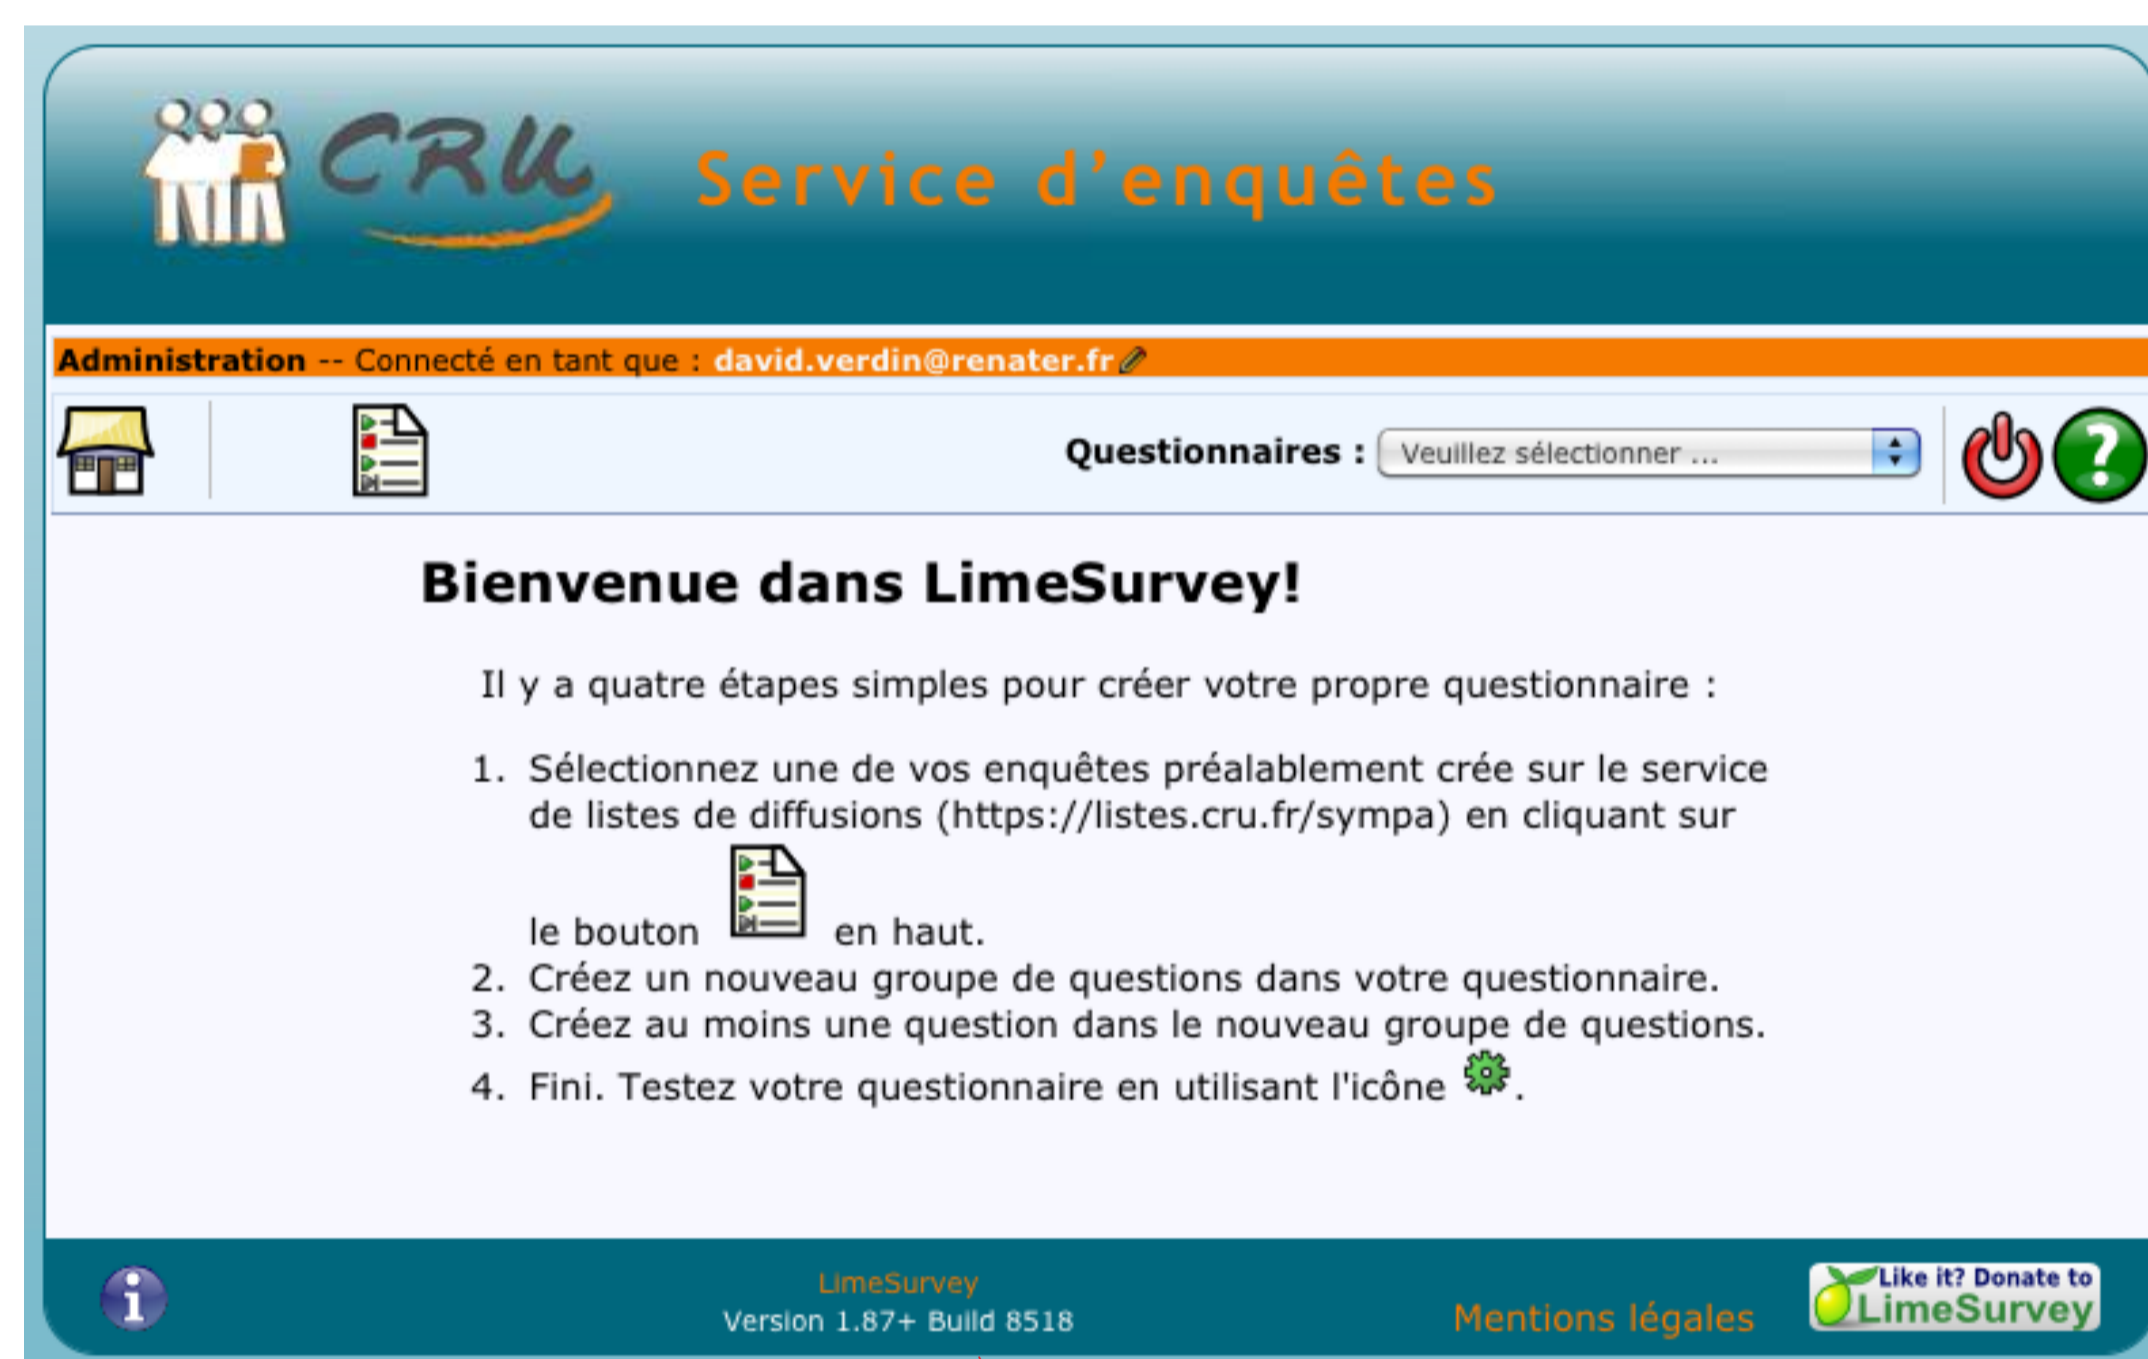 CRU
Service d'enquêtes
Administration -- Connecté en tant que : david.verdin@renater.fr
Questionnaires : Veuillez sélectionner ...
?
Bienvenue dans LimeSurvey!
Il y a quatre étapes simples pour créer votre propre questionnaire :
1. Sélectionnez une de vos enquêtes préalablement crée sur le service
de listes de diffusions (https://listes.cru.fr/sympa) en cliquant sur
le bouton en haut.
2. Créez un nouveau groupe de questions dans votre questionnaire.
3. Créez au moins une question dans le nouveau groupe de questions.
4. Fini. Testez votre questionnaire en utilisant l'icône .
i
LimeSurvey
Version 1.87+ Build 8518
Mentions légales
Like it? Donate to
LimeSurvey